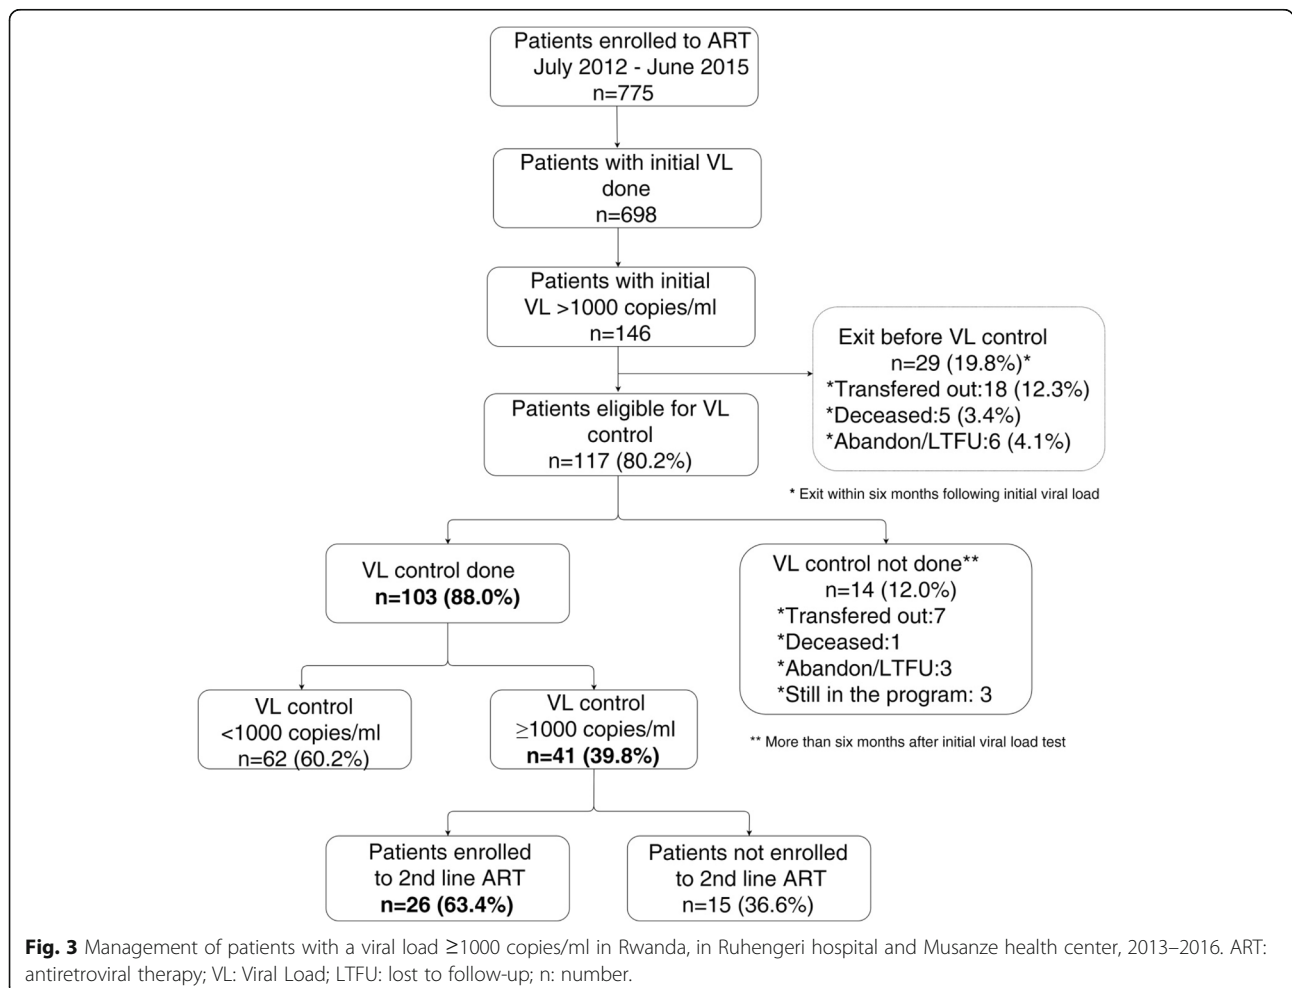 Patients enrolled to ART
July 2012 - June 2015
n=775
Patients with initial VL
done
n=698
Patients with initial
VL >1000 copies/ml
n=146
Exit before VL control
n=29 (19.8%)*
*Transfered out:18 (12.3%)
*Deceased:5 (3.4%)
*Abandon/LTFU:6 (4.1%)
* Exit within six months following initial viral load
Patients eligible for VL
control
n=117 (80.2%)
VL control done
n=103 (88.0%)
VL control not done**
n=14 (12.0%)
*Transfered out:7
*Deceased:1
*Abandon/LTFU:3
*Still in the program: 3
** More than six months after initial viral load test
VL control
<1000 copies/ml
n=62 (60.2%)
VL control
≥1000 copies/ml
n=41 (39.8%)
Patients enrolled
to 2nd line ART
n=26 (63.4%)
Patients not enrolled
to 2nd line ART
n=15 (36.6%)
Fig. 3 Management of patients with a viral load ≥1000 copies/ml in Rwanda, in Ruhengeri hospital and Musanze health center, 2013–2016. ART:
antiretroviral therapy; VL: Viral Load; LTFU: lost to follow-up; n: number.